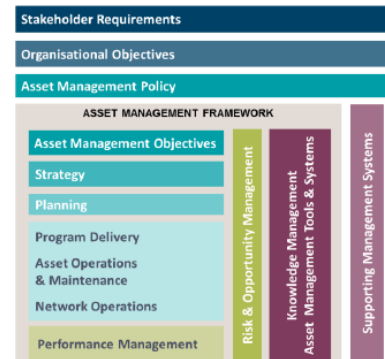 Stakeholder Requirements
Organisational Objectives
Asset Management Policy
ASSET MANAGEMENT FRAMEWORK
Asset Management Objectives
Strategy
Planning
Program Delivery
Asset Operations
& Maintenance
Network Operations
Performance Management
Risk & Opportunity Management
Knowledge Management
Asset Management Tools & Systems
Supporting Management Systems